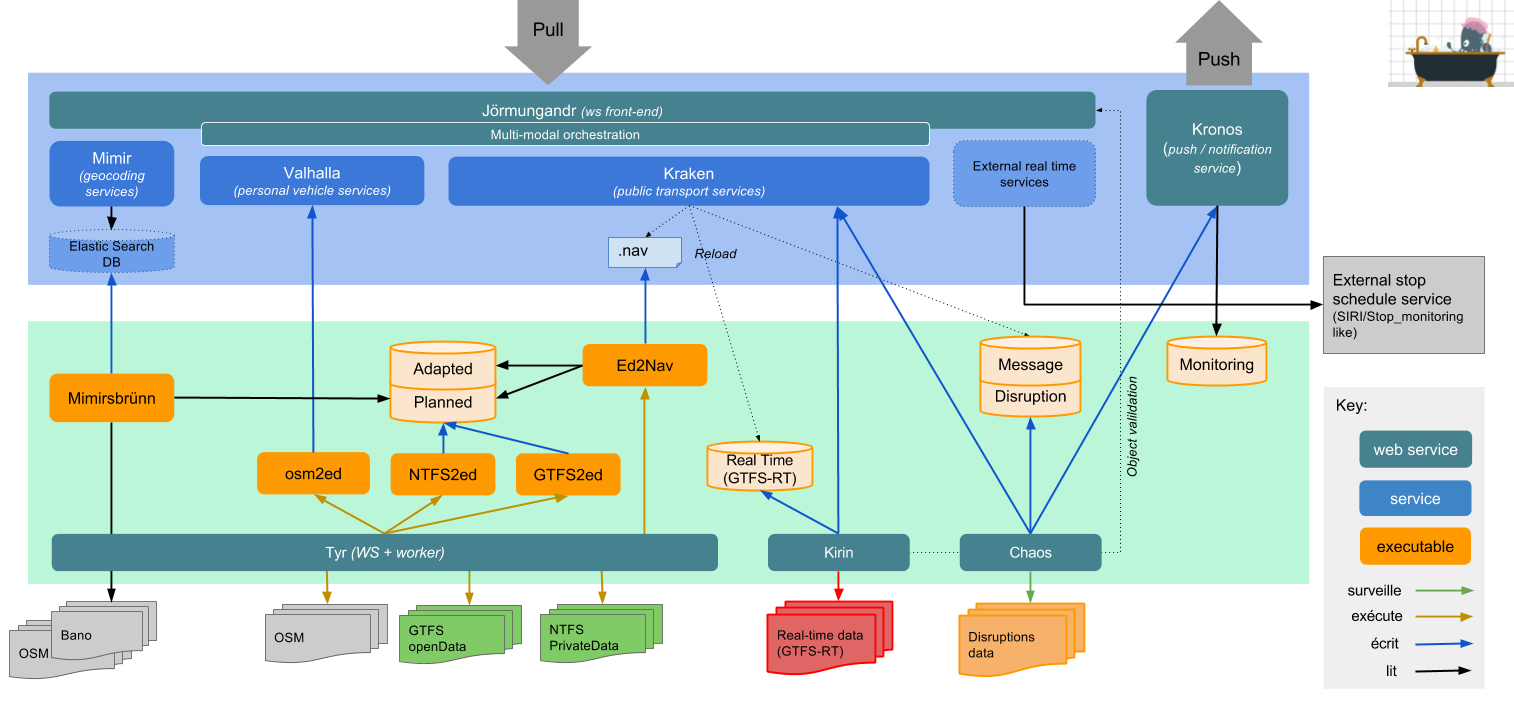 Pull
Push
Jörmungandr (ws front-end)
Multi-modal orchestration
Mimir
(geocoding
services)
Valhalla
(personal vehicle services)
Kraken
(public transport services)
External real time
services
Kronos
(push / notification
service)
Elastic Search
DB
.nav
Reload
External stop
schedule service
(SIRI/Stop_monitoring
like)
Mimirsbrünn
Adapted
Planned
Ed2Nav
Message
Disruption
Monitoring
Object valilidation
osm2ed
NTFS2ed
GTFS2ed
Real Time
(GTFS-RT)
Tyr (WS + worker)
Kirin
Chaos
OSM
Bano
OSM
GTFS
openData
NTFS
PrivateData
Real-time data
(GTFS-RT)
Disruptions
data
Key:
web service
service
executable
surveille
exécute
écrit
lit